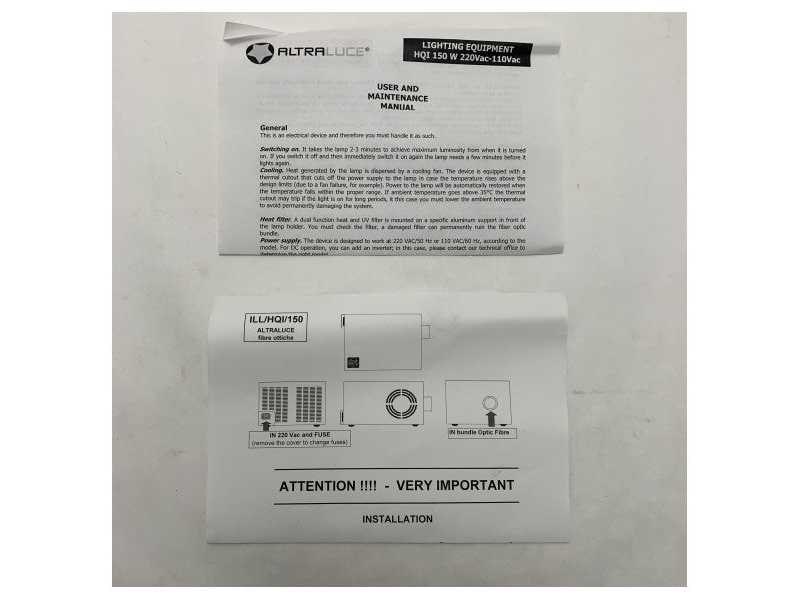 ALTRALUCE®
LIGHTING EQUIPMENT
HQI 150 W 220Vac-110Vac
USER AND
MAINTENANCE
MANUAL
General
This is an electrical device and therefore you must handle it as such.
Switching on. It takes the lamp 2-3 minutes to achieve maximum luminosity from when it is turned
on. If you switch it off and then immediately switch it on again the lamp needs a few minutes before it
lights again.
Cooling. Heat generated by the lamp is dispersed by a cooling fan. The device is equipped with a
thermal cutout that cuts off the power supply to the lamp in case the temperature rises above the
design limits (due to a fan failure, for example). Power to the lamp will be automatically restored when
the temperature falls within the proper range. If ambient temperature goes above 35°C the thermal
cutout may trip if the light is on for long periods, it this case you must lower the ambient temperature
to avoid permanently damaging the system.
Heat filter. A dual function heat and UV filter is mounted on a specific aluminum support in front of
the lamp holder. You must check the filter, a damaged filter can permanently run the fiber optic
bundle.
Power supply. The device is designed to work at 220 VAC/50 Hz or 110 VAC/60 Hz, according to the
model. For DC operation, you can add an inverter; in this case, please contact our technical office to
determine the right model.
ILL/HQI/150
ALTRALUCE
fibre ottiche
IN 220 Vac and FUSE
(remove the cover to change fuses)
IN bundle Optic Fibre
ATTENTION !!!! - VERY IMPORTANT
INSTALLATION